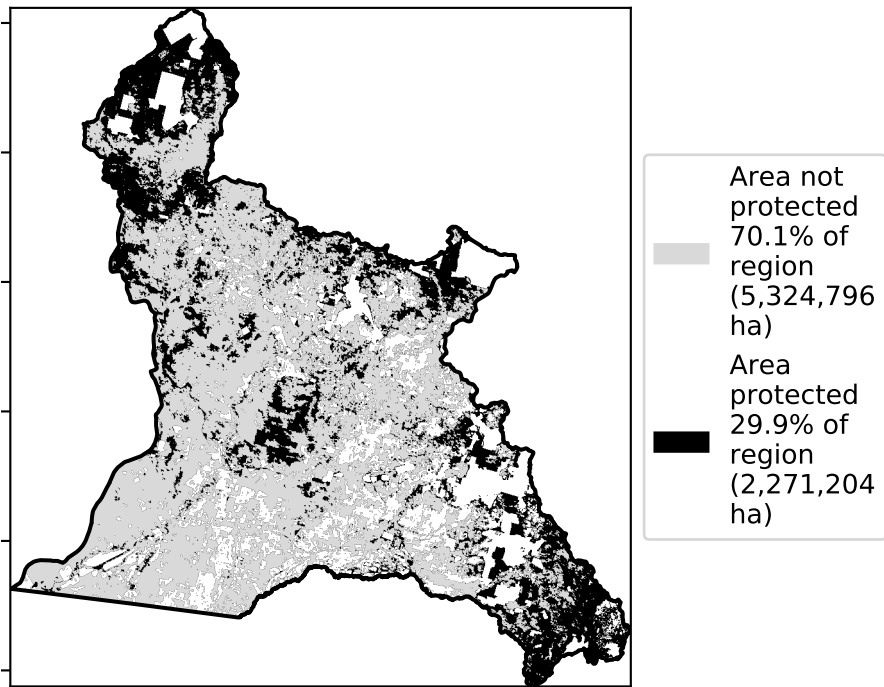 Area not
protected
70.1% of
region
(5,324,796
ha)
Area
protected
29.9% of
region
(2,271,204
ha)